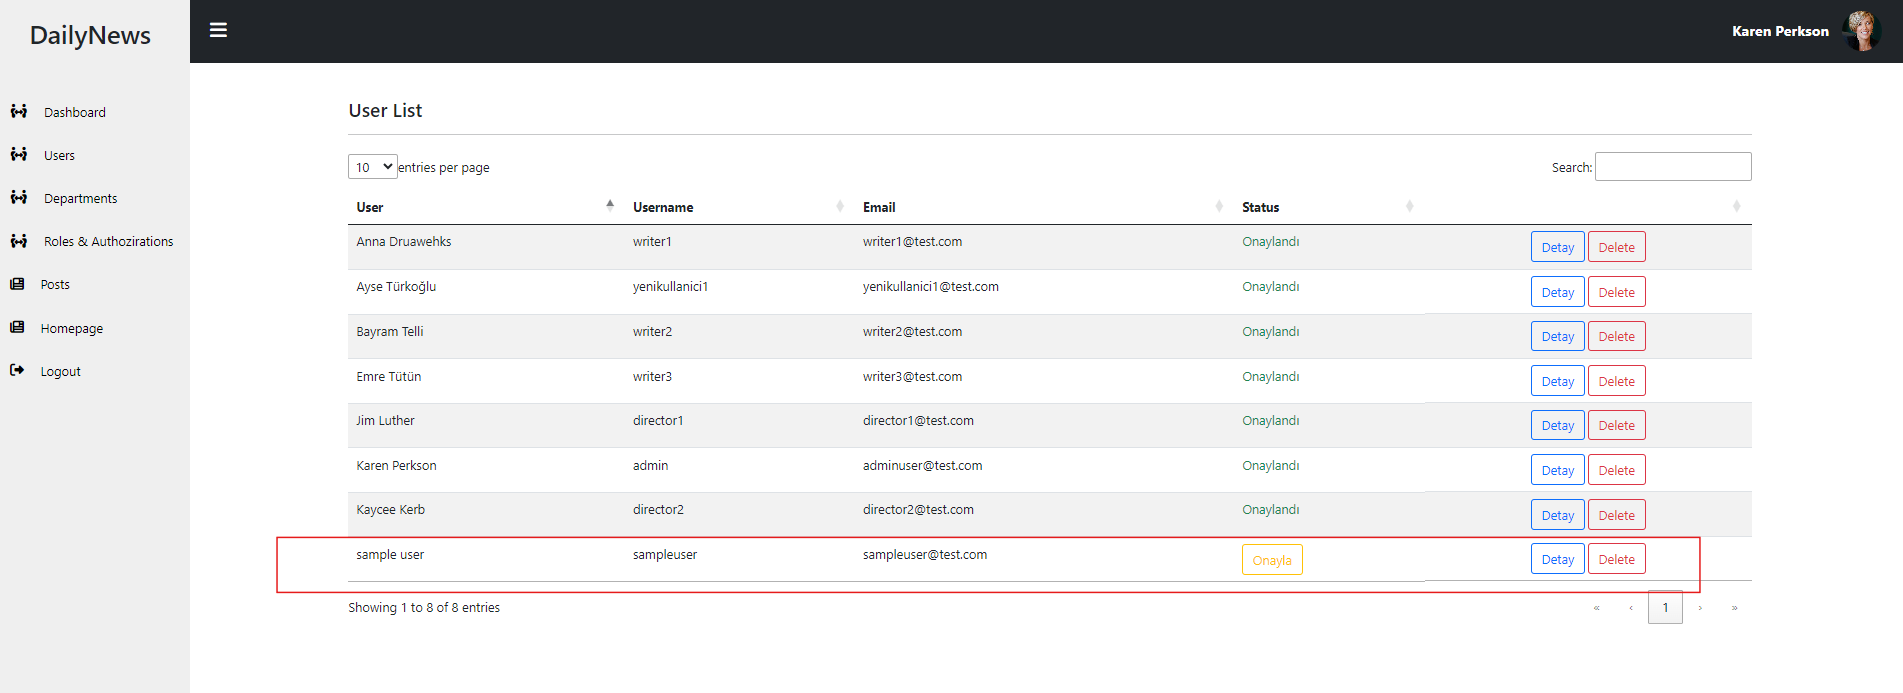 DailyNews
Karen Perkson
Dashboard
Users
Departments
Roles & Authozirations
Posts
Homepage
Logout
User List
10 entries per page
Search:
User Username Email Status
Anna Druawehks writer1 writer1@test.com Onaylandı Detay Delete
Ayse Türkoğlu yenikullanici1 yenikullanici1@test.com Onaylandı Detay Delete
Bayram Telli writer2 writer2@test.com Onaylandı Detay Delete
Emre Tütün writer3 writer3@test.com Onaylandı Detay Delete
Jim Luther director1 director1@test.com Onaylandı Detay Delete
Karen Perkson admin adminuser@test.com Onaylandı Detay Delete
Kaycee Kerb director2 director2@test.com Onaylandı Detay Delete
sample user sampleuser sampleuser@test.com Onayla Detay Delete
Showing 1 to 8 of 8 entries « ‹ 1 › »